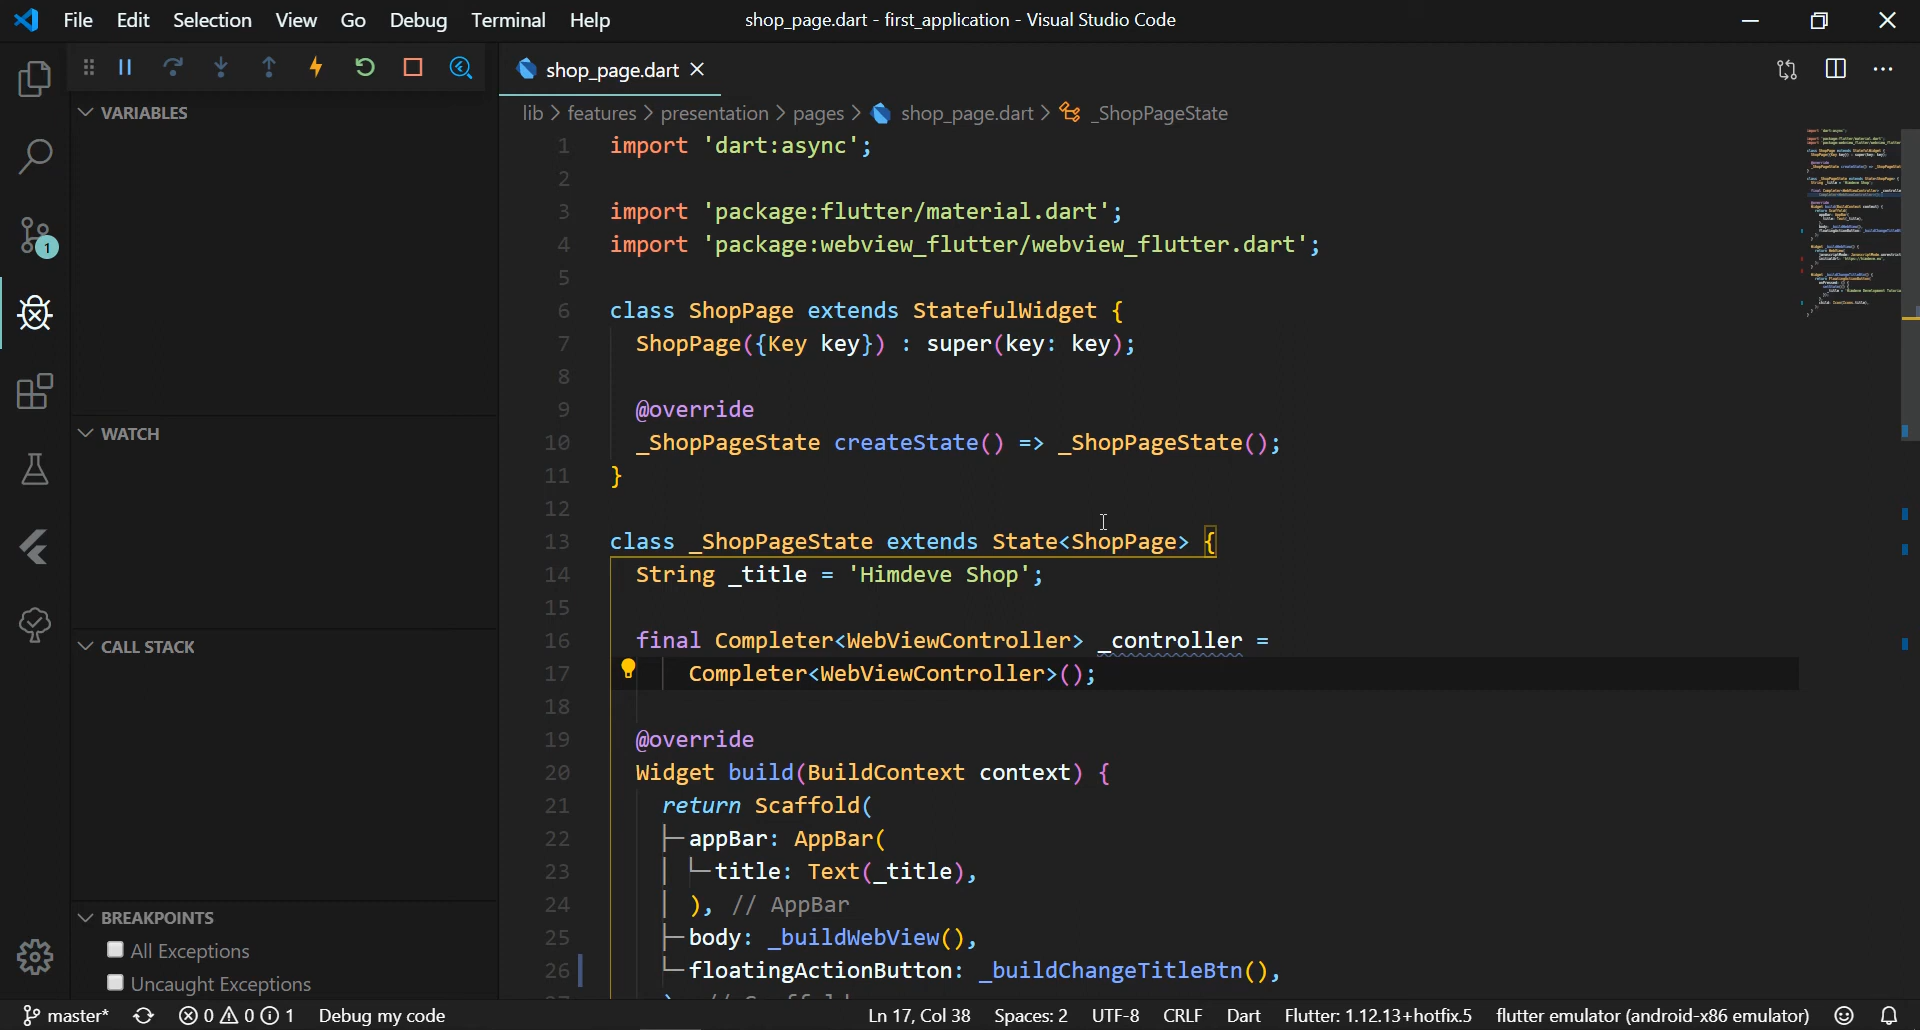 File Edit Selection View Go Debug Terminal Help
shop_page.dart - first_application - Visual Studio Code
shop_page.dart
VARIABLES
WATCH
CALL STACK
BREAKPOINTS
All Exceptions
Uncaught Exceptions
1
lib > features > presentation > pages > shop_page.dart > _ShopPageState
1 import 'dart:async';
2
3 import 'package:flutter/material.dart';
4 import 'package:webview_flutter/webview_flutter.dart';
5
6 class ShopPage extends StatefulWidget {
7 ShopPage({Key key}) : super(key: key);
8
9 @override
10 _ShopPageState createState() => _ShopPageState();
11 }
12
13 class _ShopPageState extends State<ShopPage> {
14 String _title = 'Himdeve Shop';
15
16 final Completer<WebViewController> _controller =
17 Completer<WebViewController>();
18
19 @override
20 Widget build(BuildContext context) {
21 return Scaffold(
22 appBar: AppBar(
23 title: Text(_title),
24 ), // AppBar
25 body: _buildWebView(),
26 floatingActionButton: _buildChangeTitleBtn(),
master* 0 0 1 Debug my code Ln 17, Col 38 Spaces: 2 UTF-8 CRLF Dart Flutter: 1.12.13+hotfix.5 flutter emulator (android-x86 emulator)